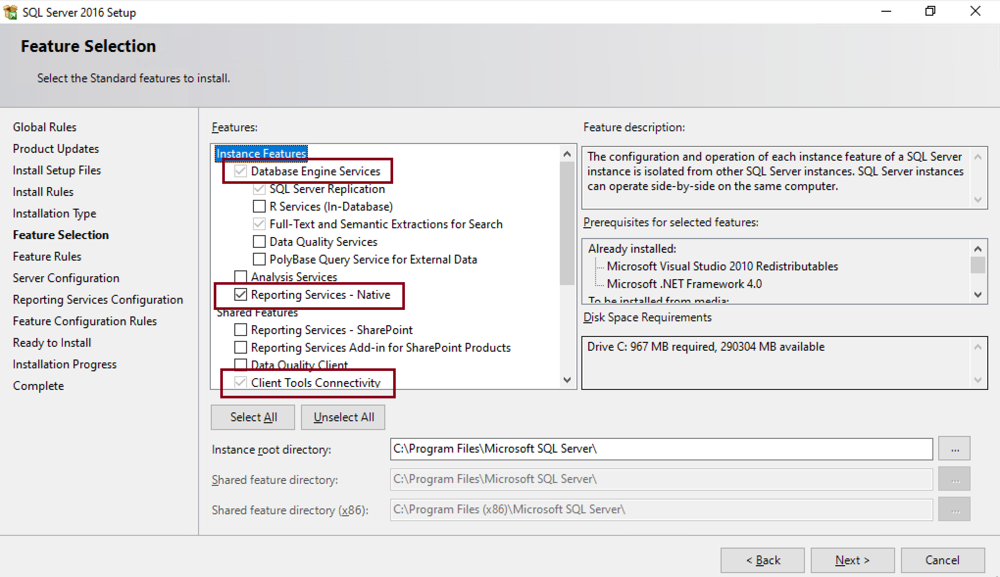 SQL Server 2016 Setup
Feature Selection
Select the Standard features to install.
Global Rules
Product Updates
Install Setup Files
Install Rules
Installation Type
Feature Selection
Feature Rules
Server Configuration
Reporting Services Configuration
Feature Configuration Rules
Ready to Install
Installation Progress
Complete
Features:
Instance Features
Database Engine Services
SQL Server Replication
R Services (In-Database)
Full-Text and Semantic Extractions for Search
Data Quality Services
PolyBase Query Service for External Data
Analysis Services
Reporting Services - Native
Shared Features
Reporting Services - SharePoint
Reporting Services Add-in for SharePoint Products
Data Quality Client
Client Tools Connectivity
Select All
Unselect All
Feature description:
The configuration and operation of each instance feature of a SQL Server
instance is isolated from other SQL Server instances. SQL Server instances
can operate side-by-side on the same computer.
Prerequisites for selected features:
Already installed:
Microsoft Visual Studio 2010 Redistributables
Microsoft .NET Framework 4.0
To be installed from media:
Disk Space Requirements
Drive C: 967 MB required, 290304 MB available
Instance root directory:
C:\Program Files\Microsoft SQL Server\
...
Shared feature directory:
C:\Program Files\Microsoft SQL Server\
...
Shared feature directory (x86):
C:\Program Files (x86)\Microsoft SQL Server\
...
< Back
Next >
Cancel